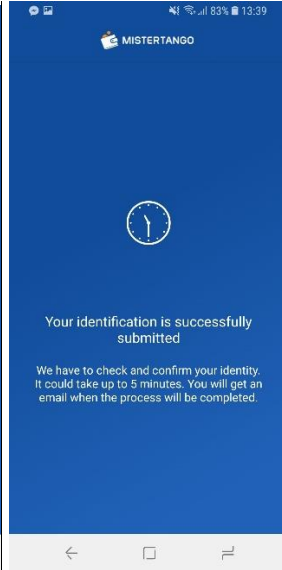 83% 13:39
MISTERTANGO
Your identification is successfully
submitted
We have to check and confirm your identity.
It could take up to 5 minutes. You will get an
email when the process will be completed.